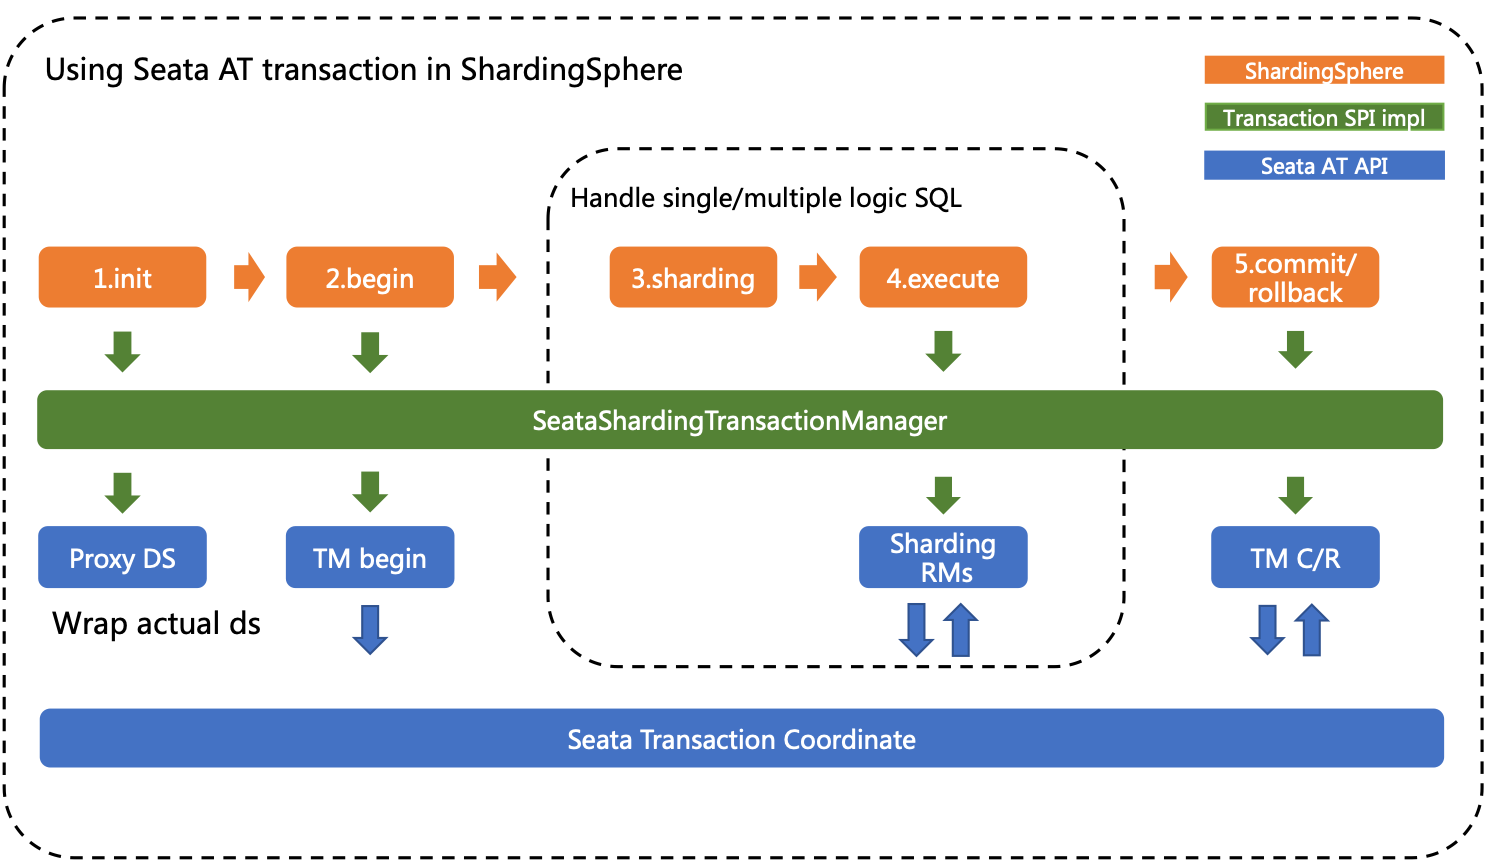 Using Seata AT transaction in ShardingSphere
ShardingSphere
Transaction SPI impl
Seata AT API
Handle single/multiple logic SQL
1.init
2.begin
3.sharding
4.execute
5.commit/
rollback
SeataShardingTransactionManager
Proxy DS
TM begin
Sharding
RMs
TM C/R
Wrap actual ds
Seata Transaction Coordinate